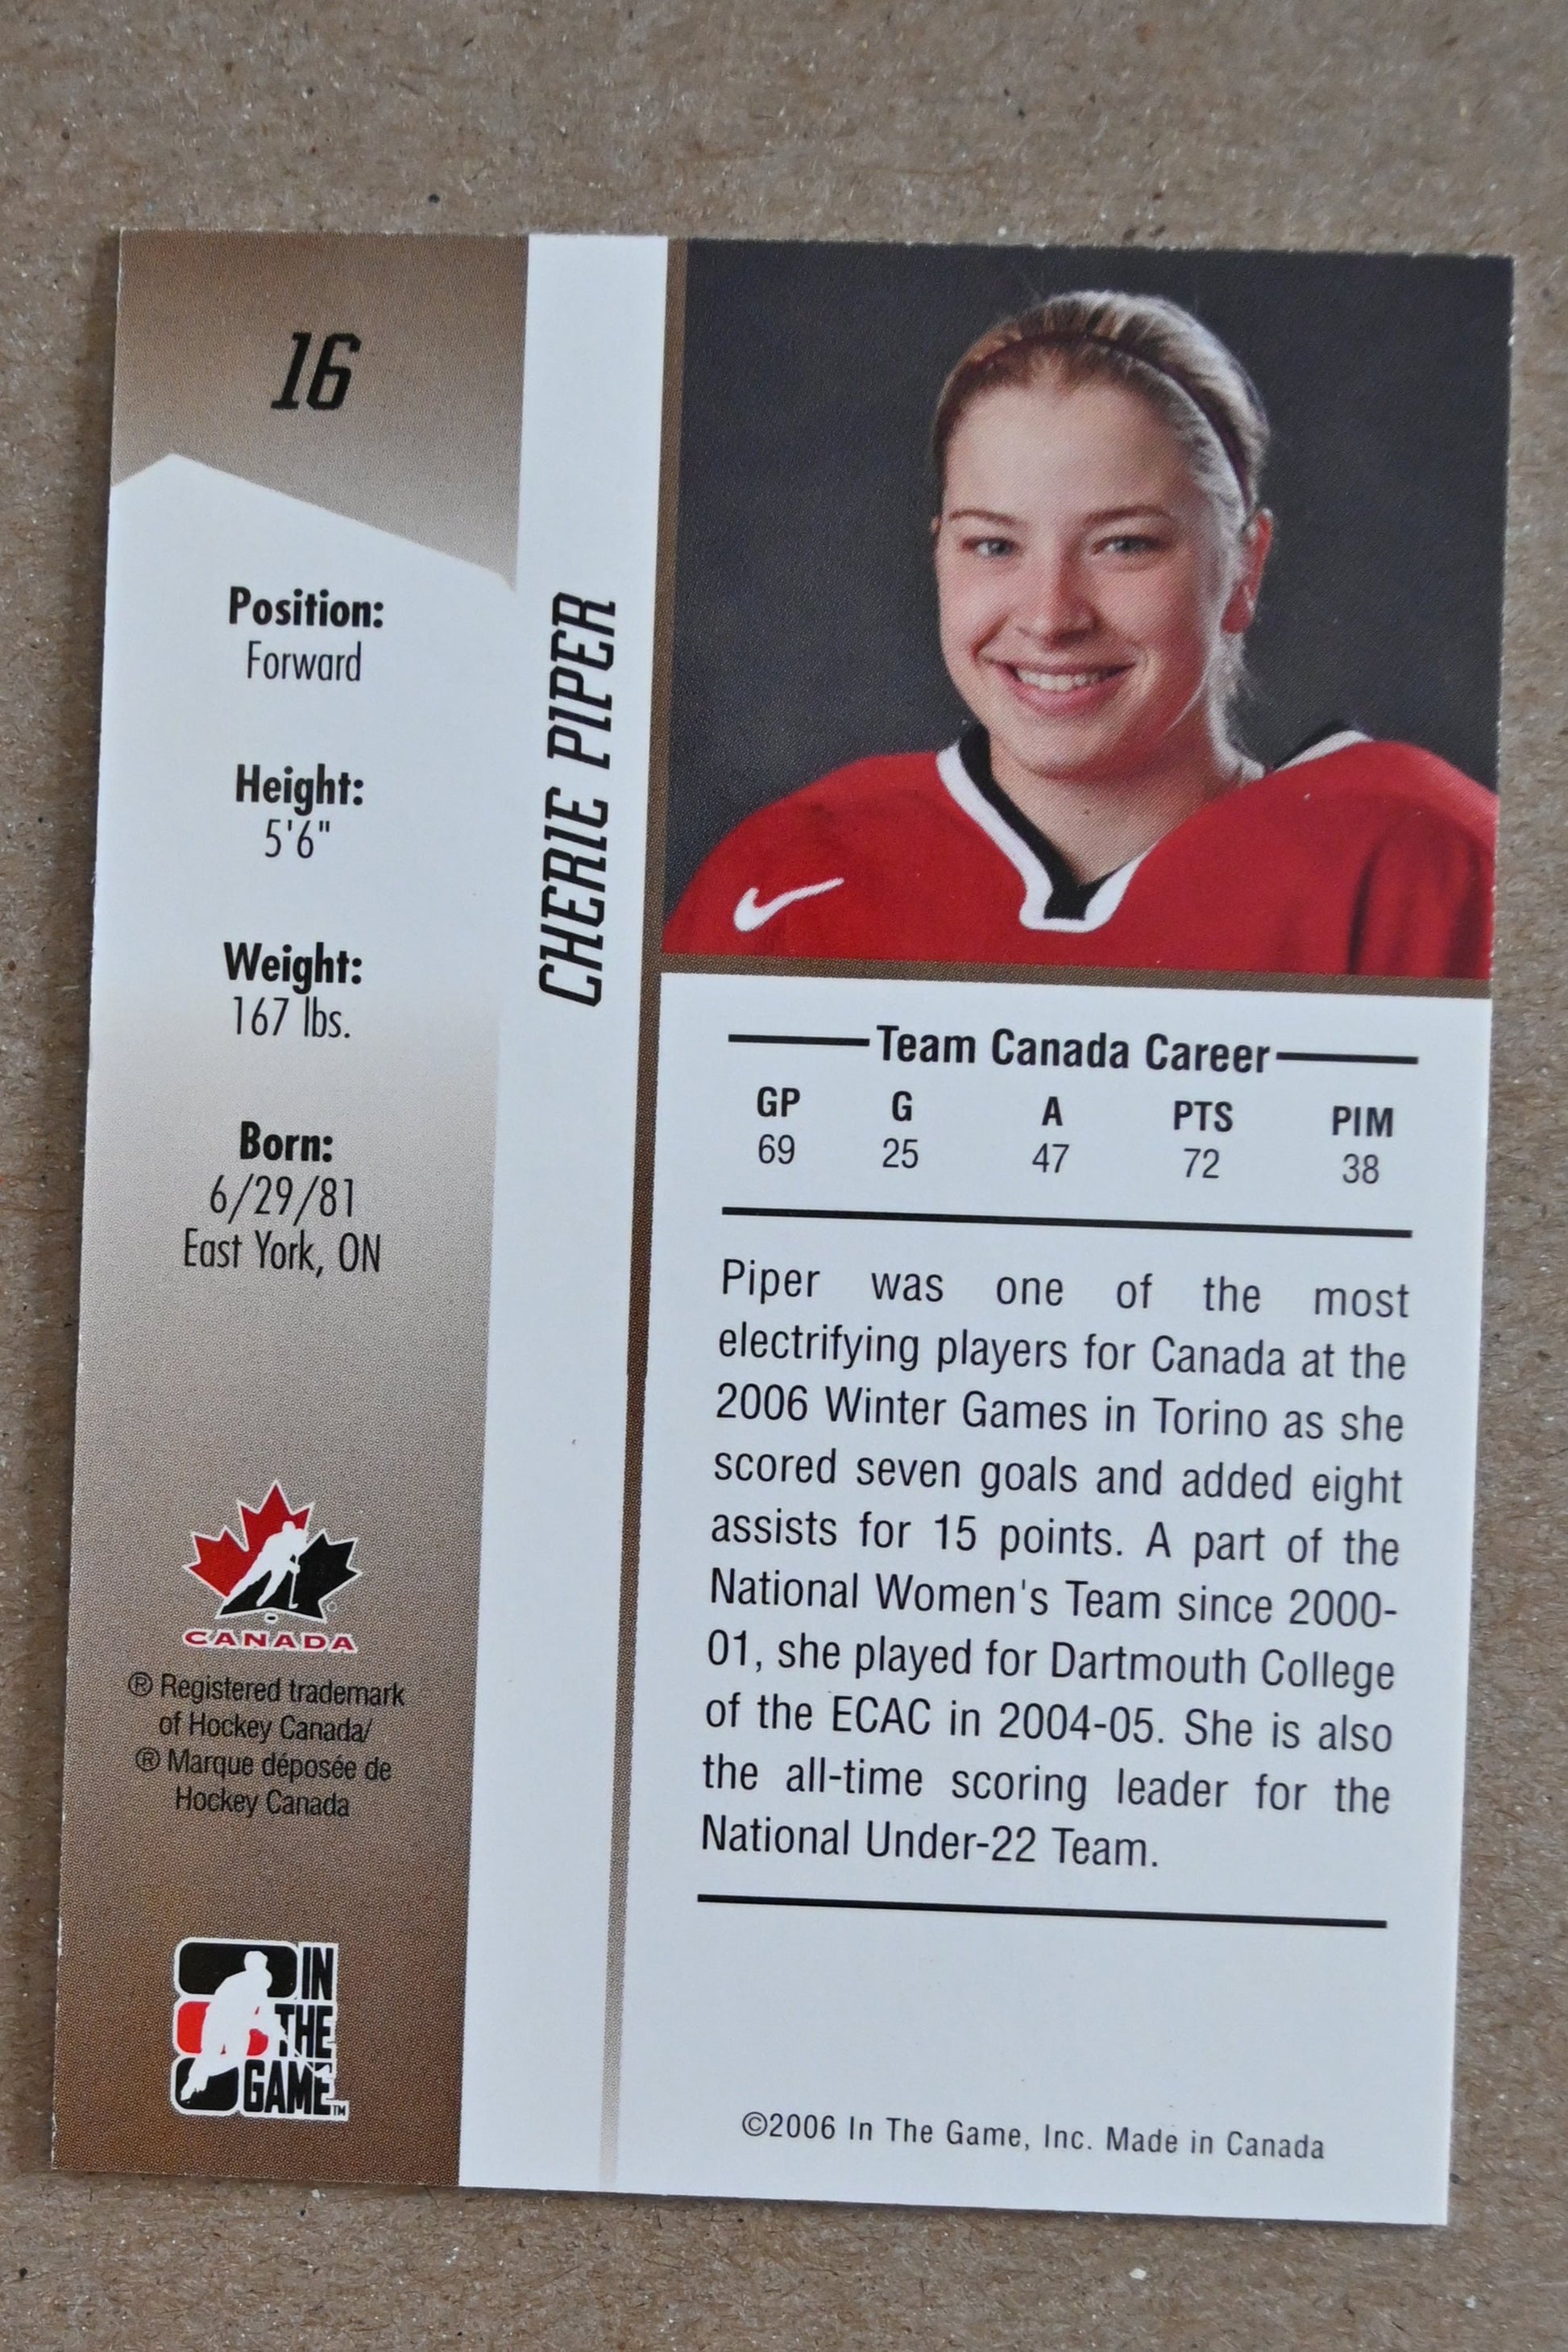 16
Position:
Forward
Height:
5'6"
Weight:
167 lbs.
Born:
6/29/81
East York, ON
CANADA
® Registered trademark
of Hockey Canada/
® Marque déposée de
Hockey Canada
IN
THE
GAME™
CHERIE PIPER
Team Canada Career
GP G A PTS PIM
69 25 47 72 38
Piper was one of the most
electrifying players for Canada at the
2006 Winter Games in Torino as she
scored seven goals and added eight
assists for 15 points. A part of the
National Women's Team since 2000-
01, she played for Dartmouth College
of the ECAC in 2004-05. She is also
the all-time scoring leader for the
National Under-22 Team.
©2006 In The Game, Inc. Made in Canada